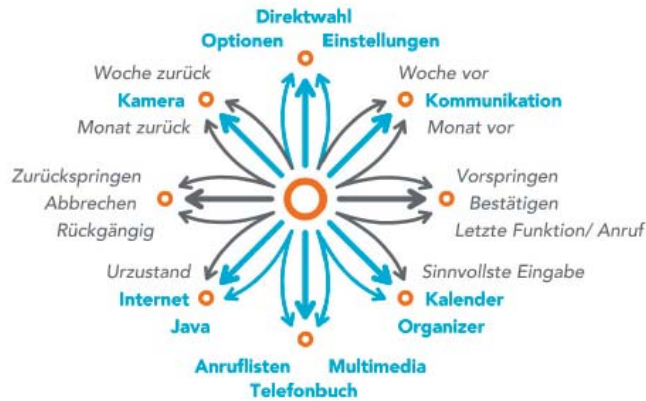 Direktwahl
Optionen Einstellungen
Woche zurück
Woche vor
Kamera
Kommunikation
Monat zurück
Monat vor
Zurückspringen
Vorspringen
Abbrechen
Bestätigen
Rückgängig
Letzte Funktion/ Anruf
Urzustand
Sinnvollste Eingabe
Internet
Kalender
Java
Organizer
Anruflisten Multimedia
Telefonbuch